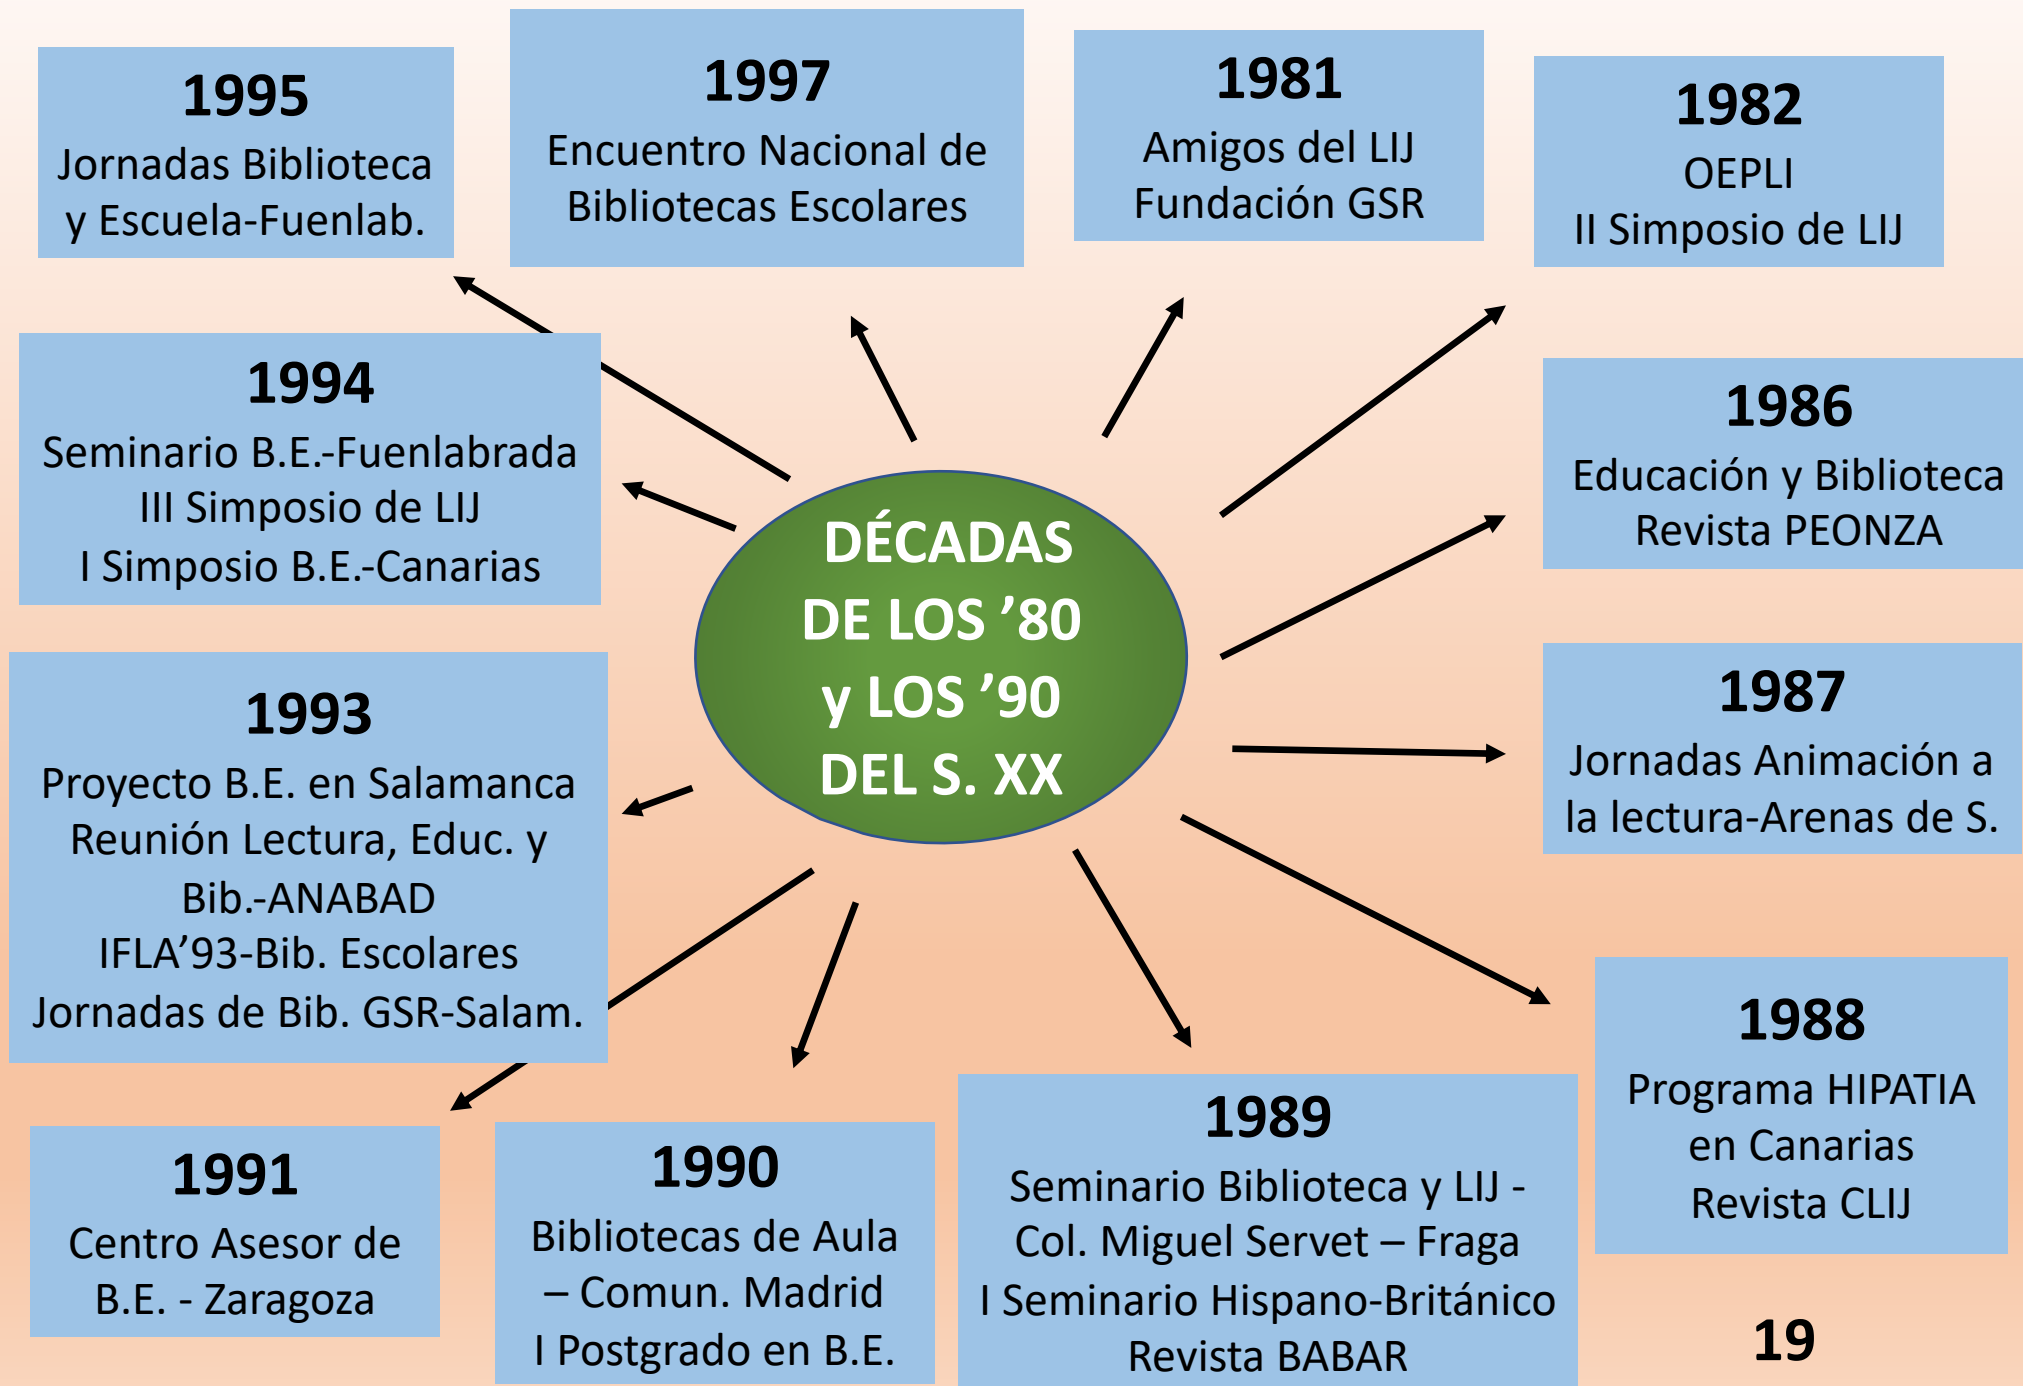 1995
Jornadas Biblioteca
y Escuela-Fuenlab.
1997
Encuentro Nacional de
Bibliotecas Escolares
1981
Amigos del LIJ
Fundación GSR
1982
OEPLI
II Simposio de LIJ
1994
Seminario B.E.-Fuenlabrada
III Simposio de LIJ
I Simposio B.E.-Canarias
1986
Educación y Biblioteca
Revista PEONZA
DÉCADAS
DE LOS ’80
y LOS ’90
DEL S. XX
1993
Proyecto B.E. en Salamanca
Reunión Lectura, Educ. y
Bib.-ANABAD
IFLA’93-Bib. Escolares
Jornadas de Bib. GSR-Salam.
1987
Jornadas Animación a
la lectura-Arenas de S.
1991
Centro Asesor de
B.E. - Zaragoza
1990
Bibliotecas de Aula
– Comun. Madrid
I Postgrado en B.E.
1989
Seminario Biblioteca y LIJ -
Col. Miguel Servet – Fraga
I Seminario Hispano-Británico
Revista BABAR
1988
Programa HIPATIA
en Canarias
Revista CLIJ
19